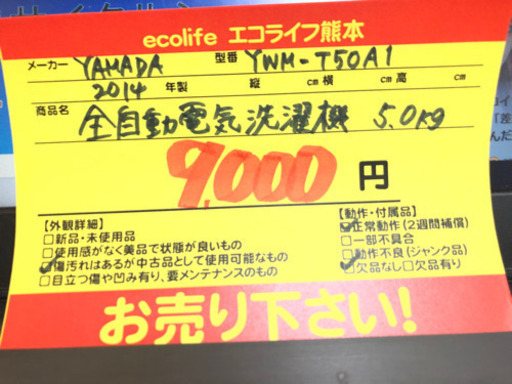 ecolife エコライフ熊本
メーカー YAMADA 型番 YWM-T50A1
2014 年製 縦 cm 横 cm 高 cm
商品名 全自動電気洗濯機 5.0kg
9,000 円
【外観詳細】 【動作・付属品】
□新品・未使用品 ☑正常動作(2週間補償)
□使用感がなく美品で状態が良いもの □一部不具合
☑傷汚れはあるが中古品として使用可能なもの □動作不良(ジャンク品)
□目立つ傷や凹み有り、要メンテナンスのもの ☑欠品なし□欠品有り
お売り下さい!